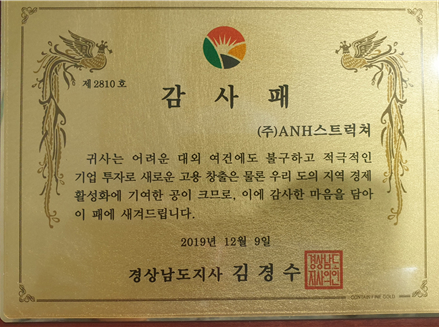 제 2810 호
감 사 패
(주)ANH스트럭쳐
귀사는 어려운 대외 여건에도 불구하고 적극적인
기업 투자로 새로운 고용 창출은 물론 우리 도의 지역 경제
활성화에 기여한 공이 크므로, 이에 감사한 마음을 담아
이 패에 새겨드립니다.
2019년 12월 9일
경상남도지사 김 경 수
경상남도
지사의인